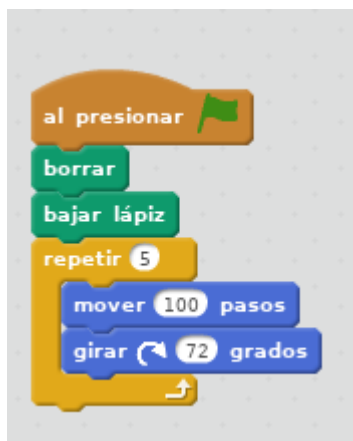 al presionar
borrar
bajar lápiz
repetir 5
mover 100 pasos
girar 72 grados